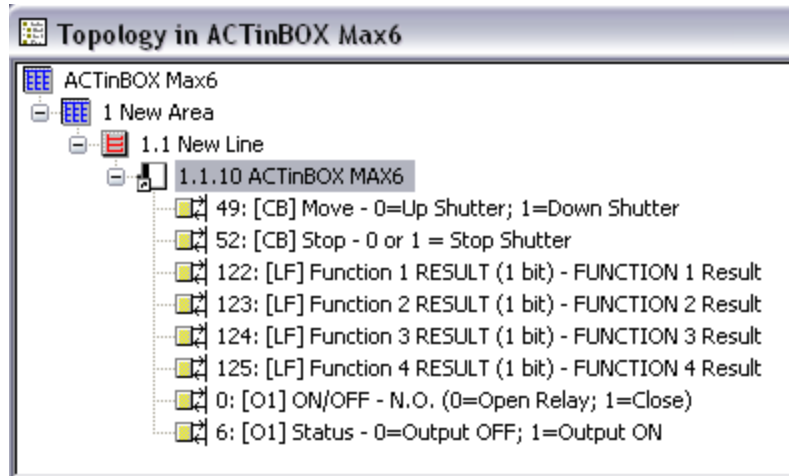 Topology in ACTinBOX Max6
ACTinBOX Max6
1 New Area
1.1 New Line
1.1.10 ACTinBOX MAX6
49: [CB] Move - 0=Up Shutter; 1=Down Shutter
52: [CB] Stop - 0 or 1 = Stop Shutter
122: [LF] Function 1 RESULT (1 bit) - FUNCTION 1 Result
123: [LF] Function 2 RESULT (1 bit) - FUNCTION 2 Result
124: [LF] Function 3 RESULT (1 bit) - FUNCTION 3 Result
125: [LF] Function 4 RESULT (1 bit) - FUNCTION 4 Result
0: [O1] ON/OFF - N.O. (0=Open Relay; 1=Close)
6: [O1] Status - 0=Output OFF; 1=Output ON